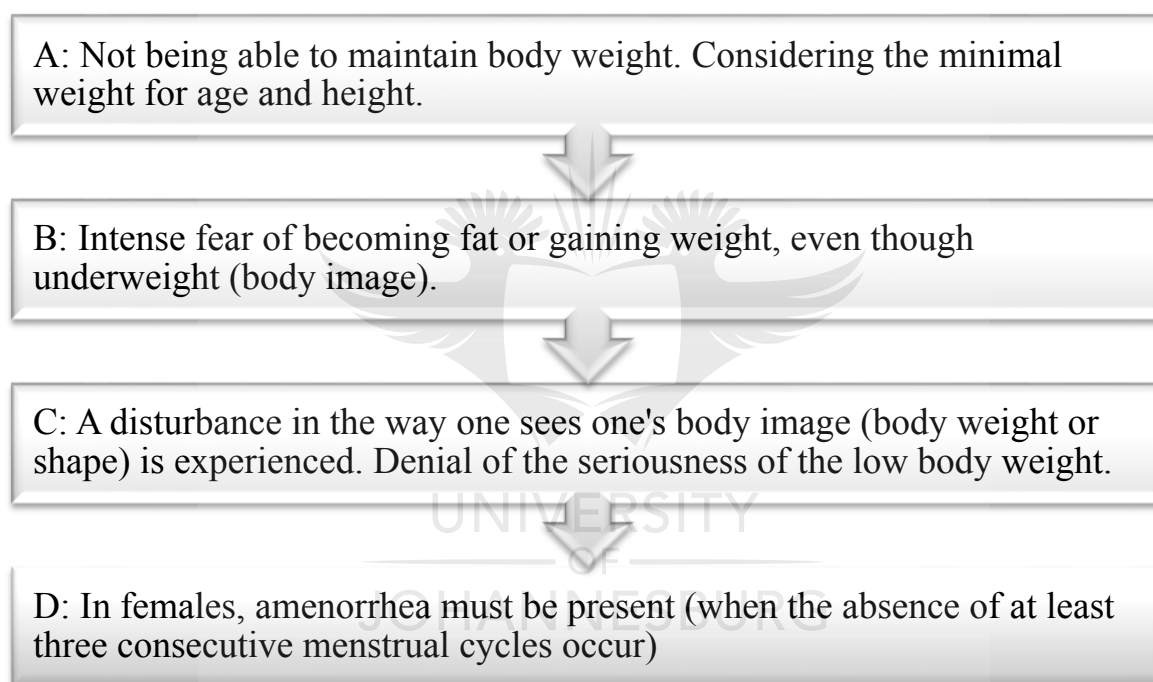 A: Not being able to maintain body weight. Considering the minimal
weight for age and height.
B: Intense fear of becoming fat or gaining weight, even though
underweight (body image).
C: A disturbance in the way one sees one's body image (body weight or
shape) is experienced. Denial of the seriousness of the low body weight.
UNIVERSITY
OF
D: In females, amenorrhea must be present (when the absence of at least
JOHANNESBURG
three consecutive menstrual cycles occur)